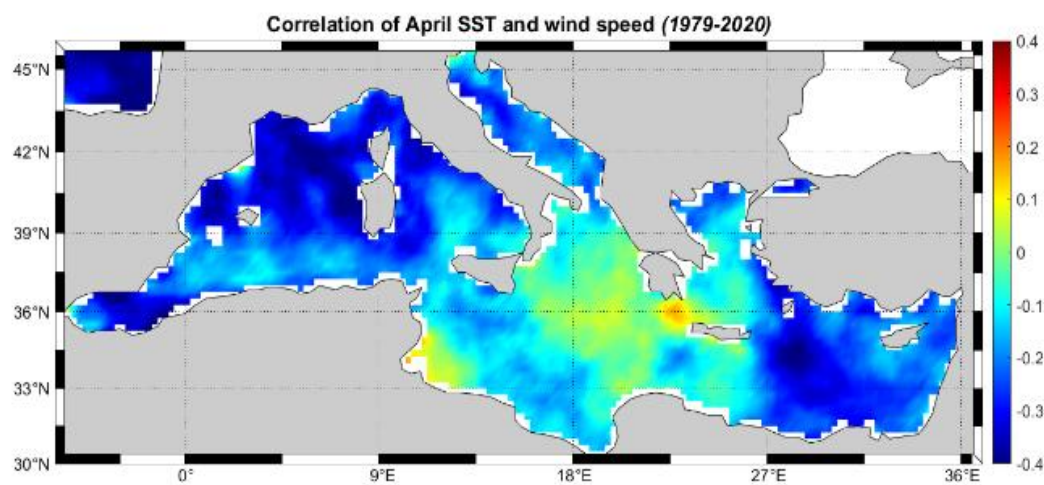 Correlation of April SST and wind speed (1979-2020)
45°N
42°N
39°N
36°N
33°N
30°N
0°
9°E
18°E
27°E
36°E
0.4
0.3
0.2
0.1
0
-0.1
-0.2
-0.3
-0.4